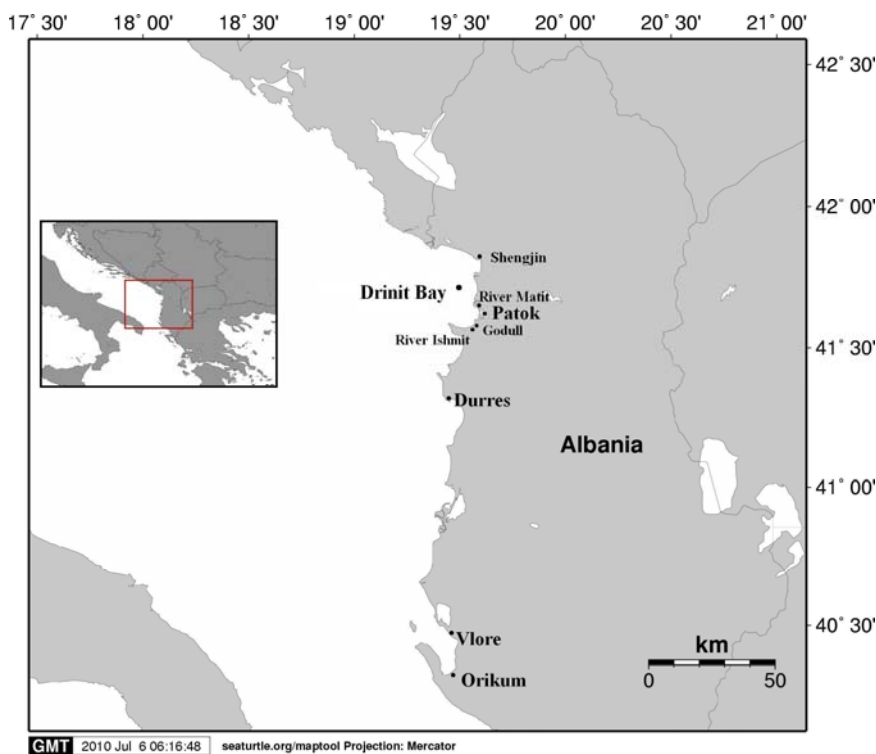 17˚ 30' 18˚ 00' 18˚ 30' 19˚ 00' 19˚ 30' 20˚ 00' 20˚ 30' 21˚ 00'
42˚ 30'
42˚ 00'
Shengjin
Drinit Bay
River Matit
Patok
Godull
River Ishmit
41˚ 30'
Durres
Albania
41˚ 00'
40˚ 30'
Vlore
km
0 50
Orikum
GMT 2010 Jul 6 06:16:48 seaturtle.org/maptool Projection: Mercator